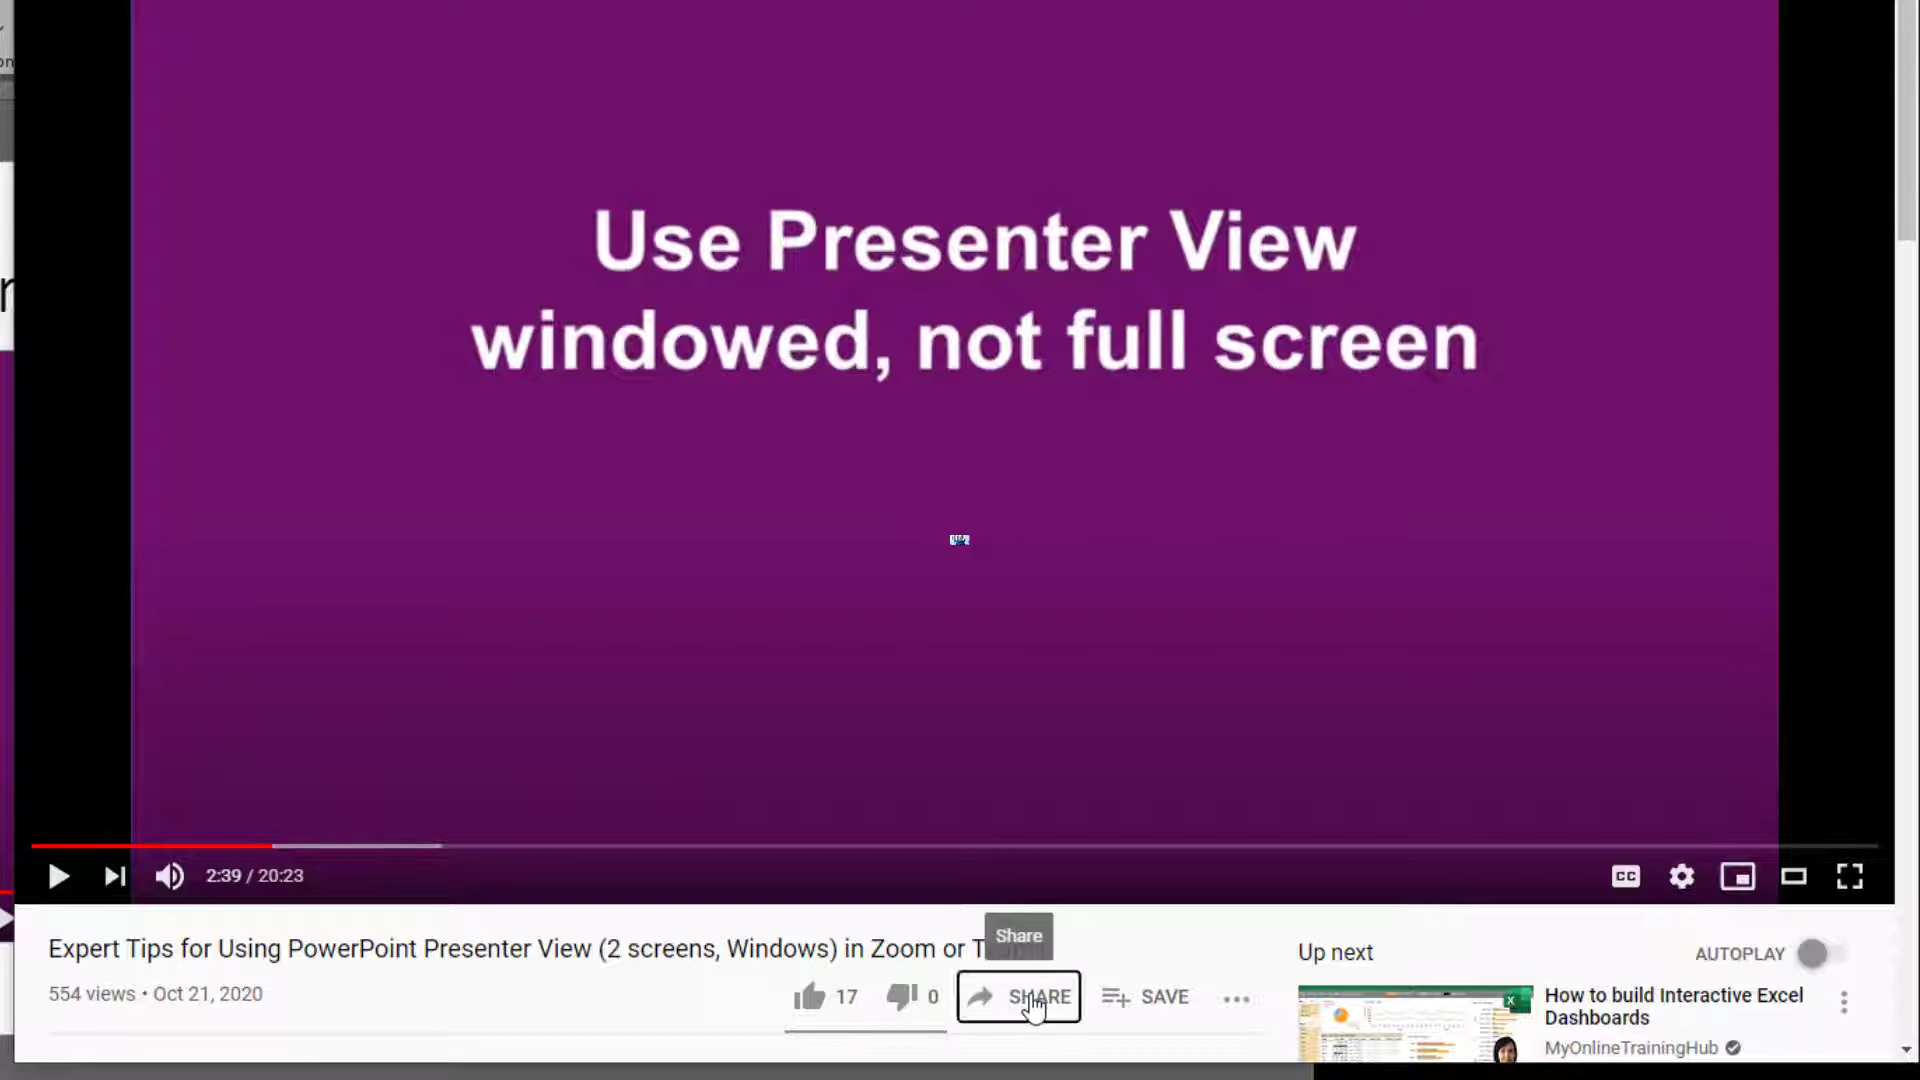 on
r
Use Presenter View
windowed, not full screen
2:39 / 20:23
CC
Share
Expert Tips for Using PowerPoint Presenter View (2 screens, Windows) in Zoom or T
Up next
AUTOPLAY
554 views • Oct 21, 2020
17
0
SHARE
SAVE
How to build Interactive Excel
Dashboards
MyOnlineTrainingHub